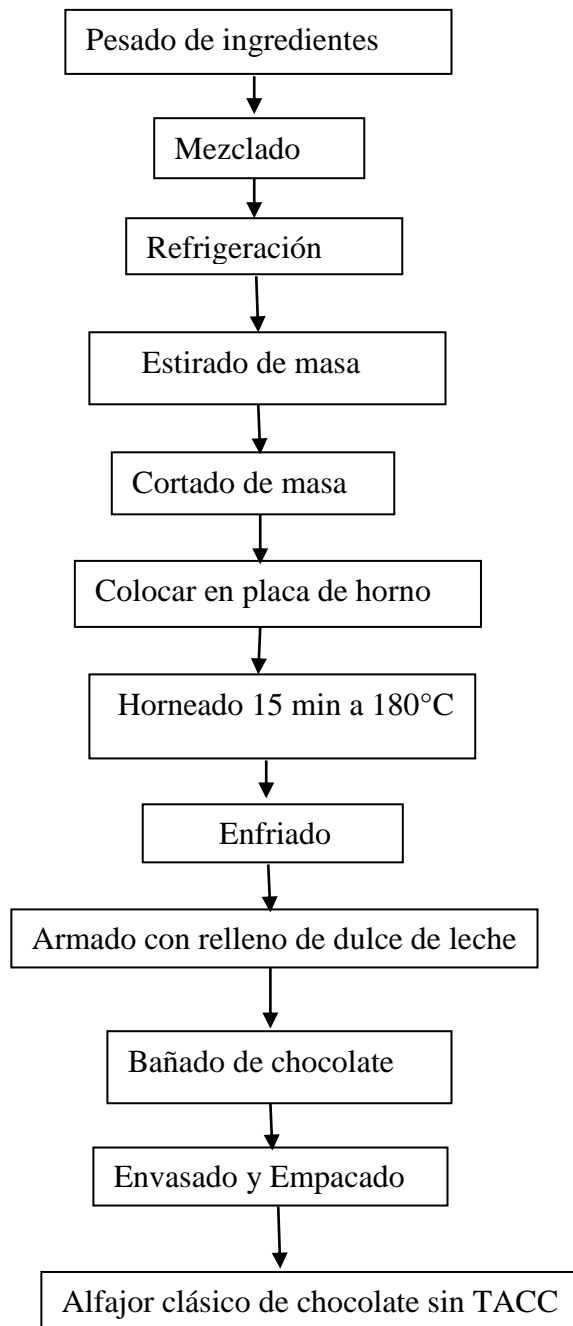 Pesado de ingredientes
Mezclado
Refrigeración
Estirado de masa
Cortado de masa
Colocar en placa de horno
Horneado 15 min a 180°C
Enfriado
Armado con relleno de dulce de leche
Bañado de chocolate
Envasado y Empacado
Alfajor clásico de chocolate sin TACC